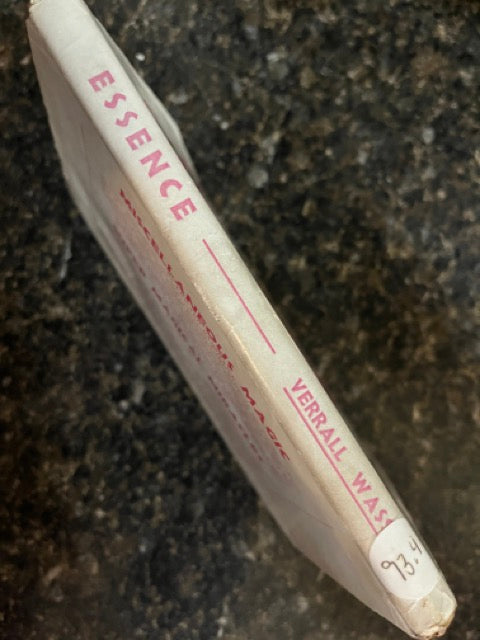 ESSENCE
VERRALL WASS
93.4
MISCELLANEOUS MAGIC